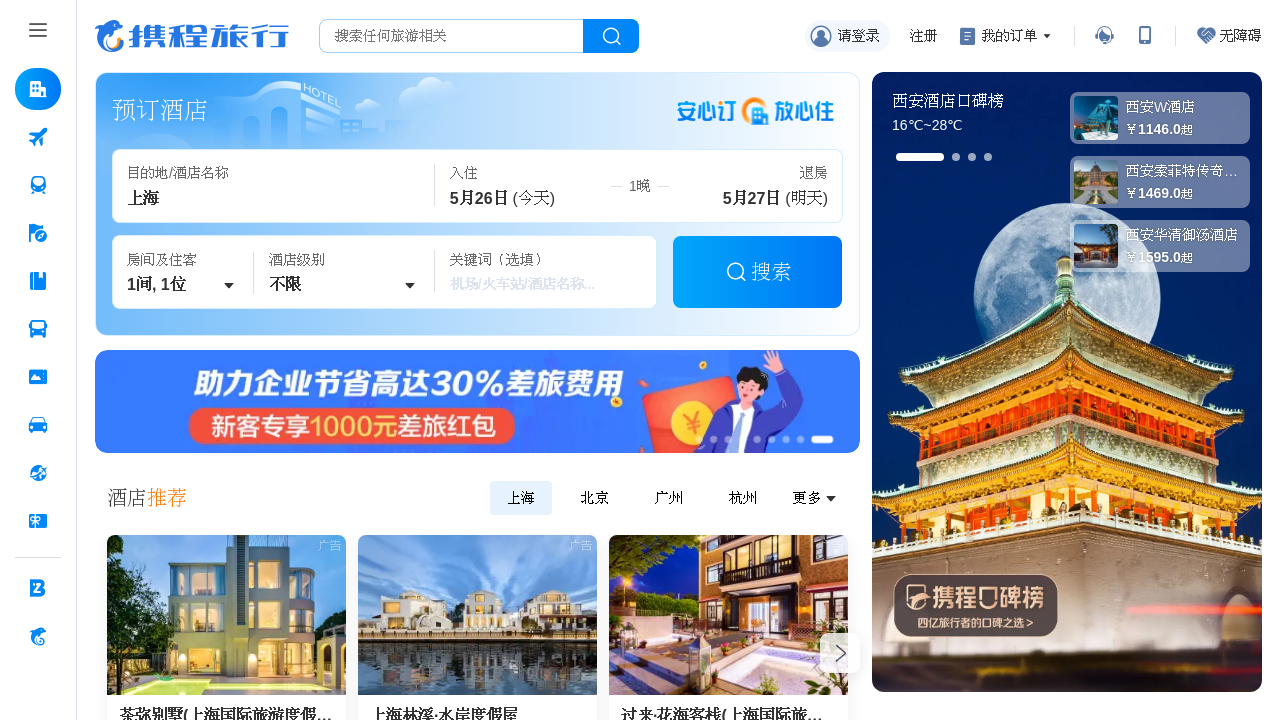 携程旅行
搜索任何旅游相关
请登录
注册
我的订单
无障碍
预订酒店
HOTEL
安心订
放心住
目的地/酒店名称
上海
入住
5月26日 (今天)
1晚
退房
5月27日 (明天)
房间及住客
1间, 1位
酒店级别
不限
关键词（选填）
机场/火车站/酒店名称...
搜索
助力企业节省高达30%差旅费用
新客专享1000元差旅红包
酒店推荐
上海
北京
广州
杭州
更多
广告
广告
茶弥别墅(上海国际旅游度假...
上海林溪·水岸度假屋
过来·花海客栈(上海国际旅...
西安酒店口碑榜
16℃~28℃
西安W酒店
¥1146.0起
西安索菲特传奇...
¥1469.0起
西安华清御汤酒店
¥1595.0起
携程口碑榜
四亿旅行者的口碑之选 >